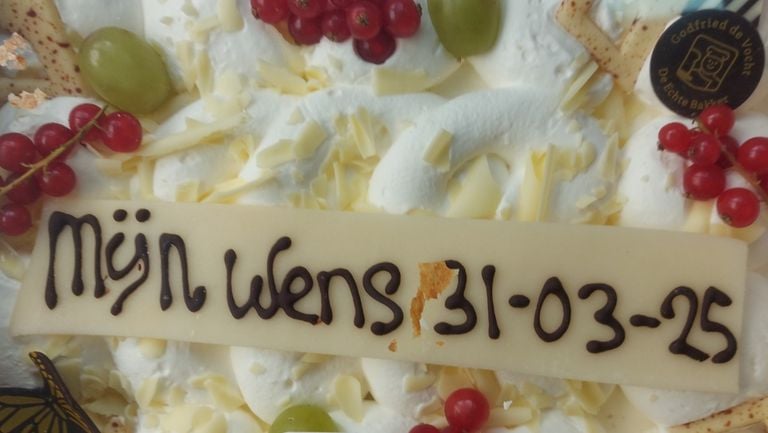 Godfried de Vocht
De Echte Bakker
Mijn Wens 31-03-25